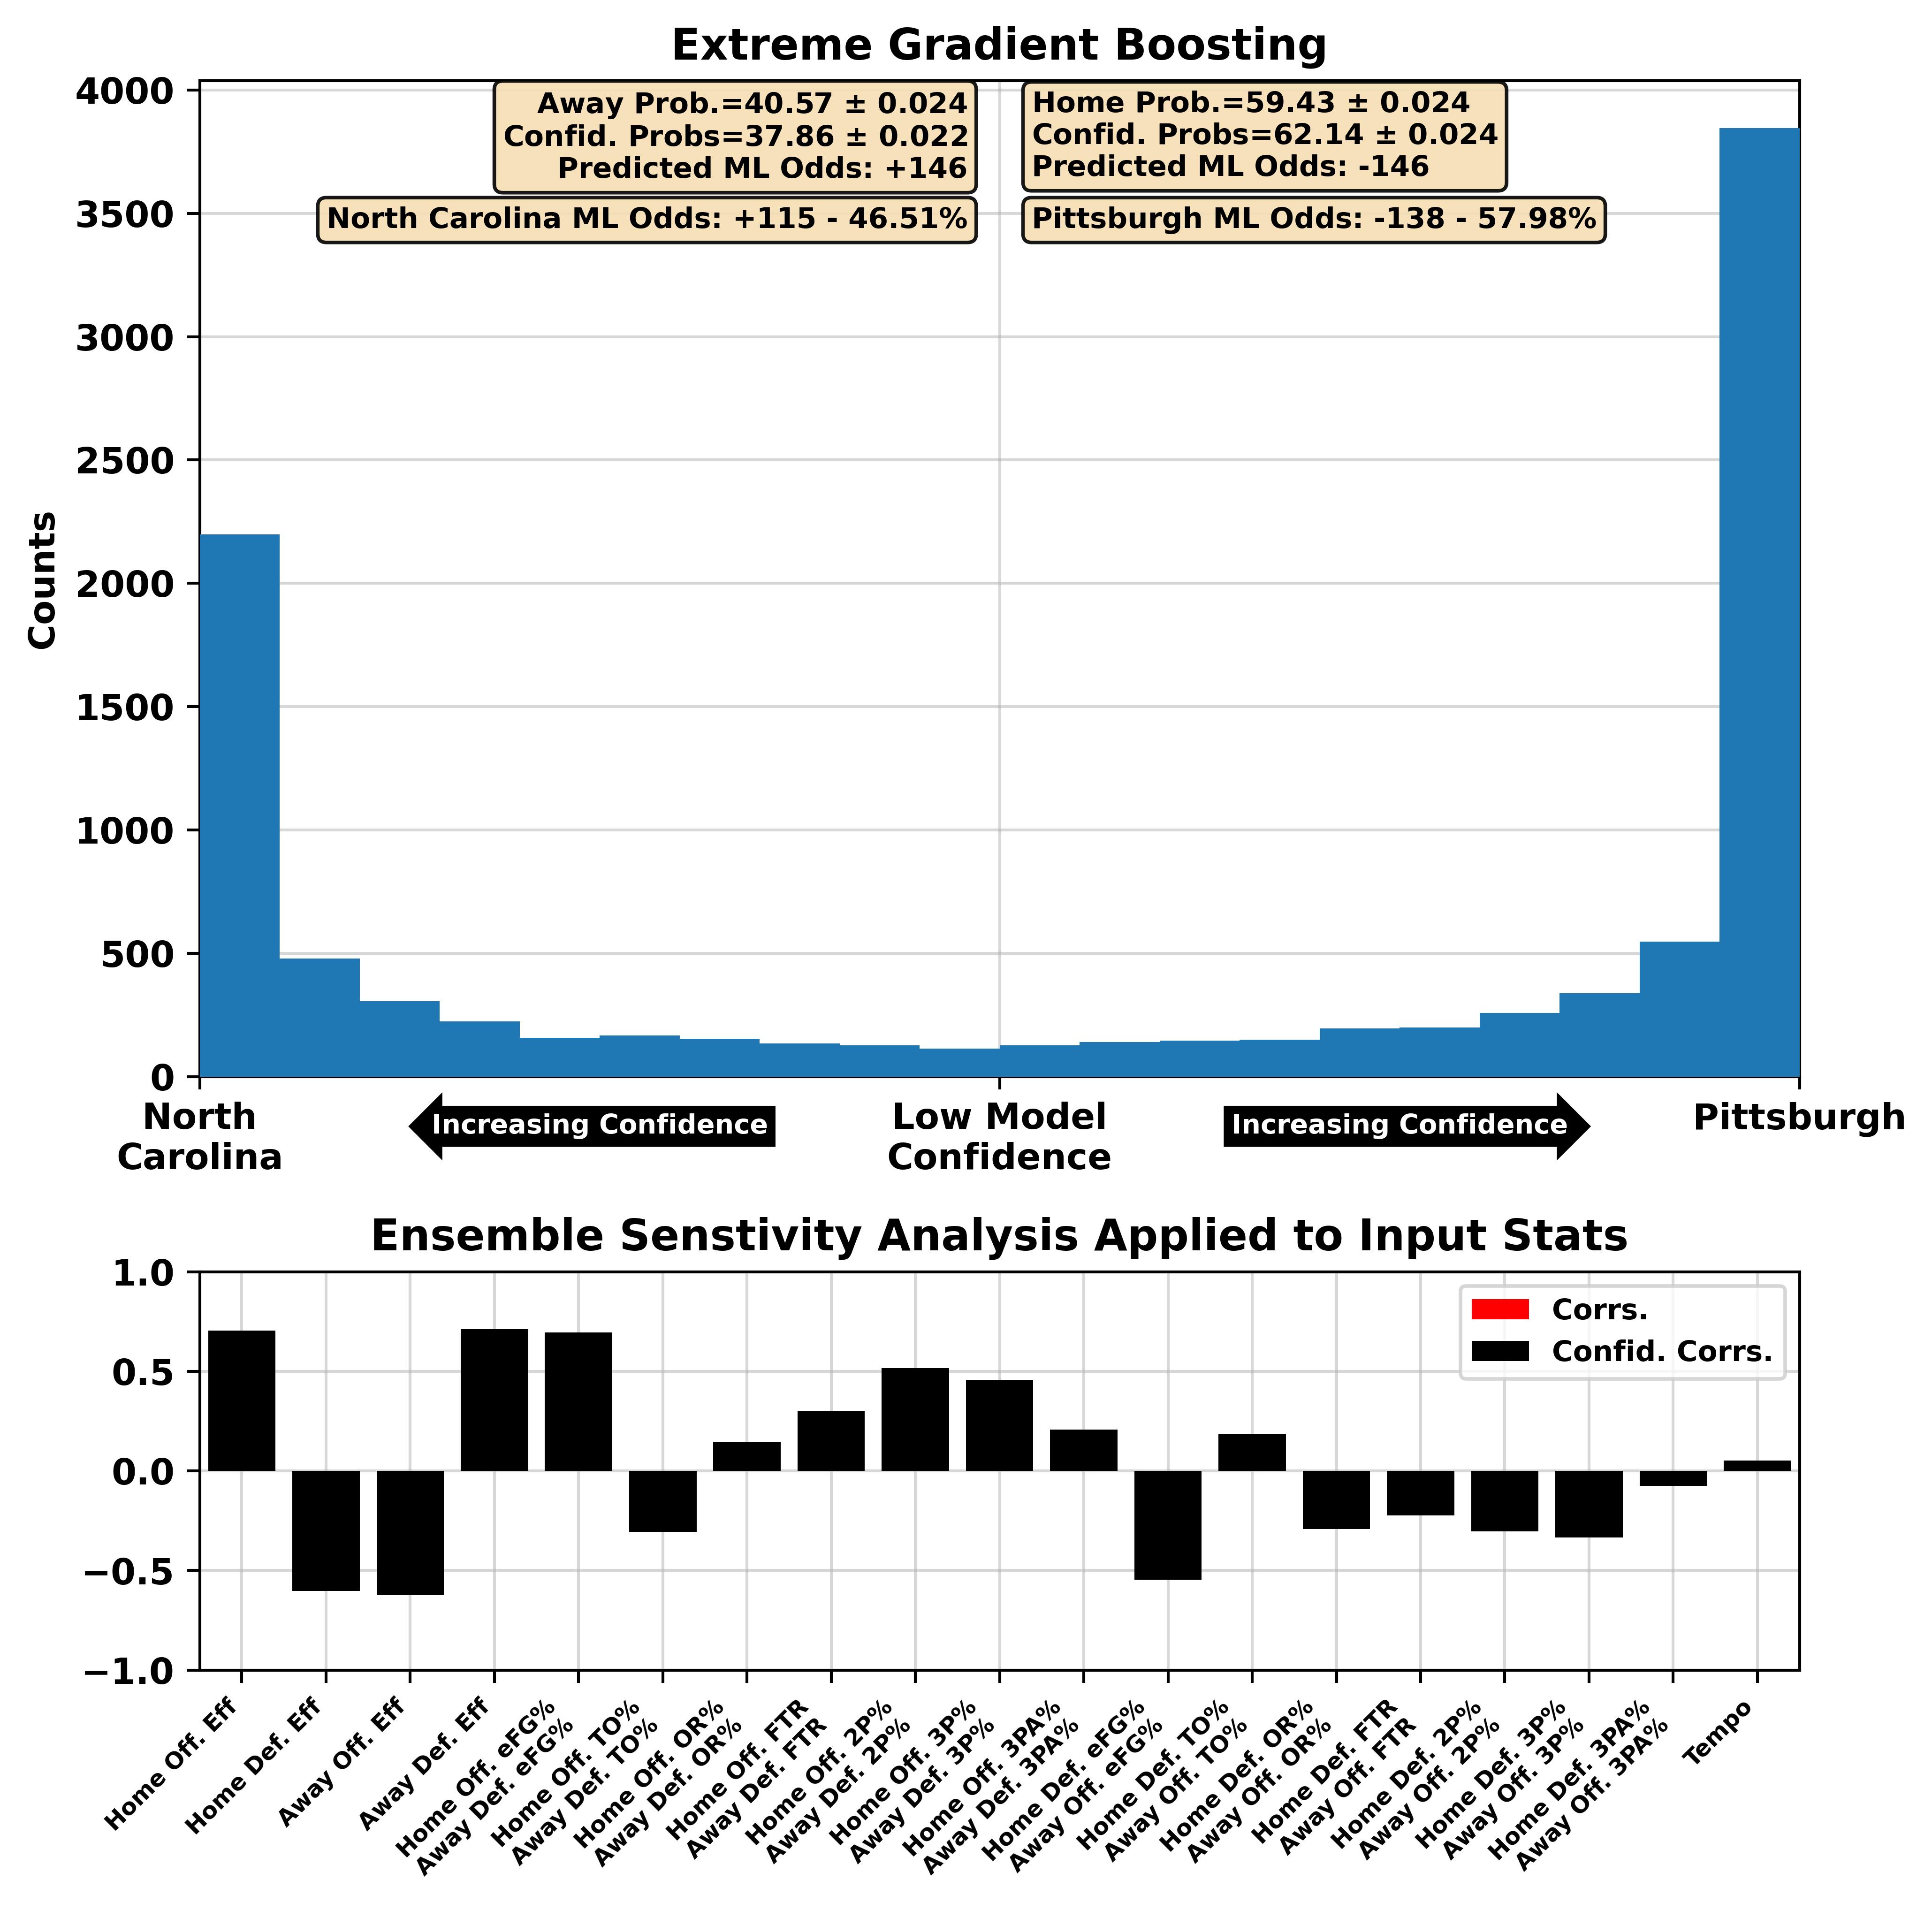 Extreme Gradient Boosting
4000
3500
3000
2500
2000
1500
1000
500
0
Counts
Away Prob.=40.57 ± 0.024
Confid. Probs=37.86 ± 0.022
Predicted ML Odds: +146
North Carolina ML Odds: +115 - 46.51%
Home Prob.=59.43 ± 0.024
Confid. Probs=62.14 ± 0.024
Predicted ML Odds: -146
Pittsburgh ML Odds: -138 - 57.98%
North
Carolina
Increasing Confidence
Low Model
Confidence
Increasing Confidence
Pittsburgh
Ensemble Senstivity Analysis Applied to Input Stats
1.0
0.5
0.0
−0.5
−1.0
Corrs.
Confid. Corrs.
Home Off. Eff
Home Def. Eff
Away Off. Eff
Away Def. Eff
Home Off. eFG%
Away Def. eFG%
Home Off. TO%
Away Def. TO%
Home Off. OR%
Away Def. OR%
Home Off. FTR
Away Def. FTR
Home Off. 2P%
Away Def. 2P%
Home Off. 3P%
Away Def. 3P%
Home Off. 3PA%
Away Def. 3PA%
Home Def. eFG%
Away Off. eFG%
Home Def. TO%
Away Off. TO%
Home Def. OR%
Away Off. OR%
Home Def. FTR
Away Off. FTR
Home Def. 2P%
Away Off. 2P%
Home Def. 3P%
Away Off. 3P%
Home Def. 3PA%
Away Off. 3PA%
Tempo